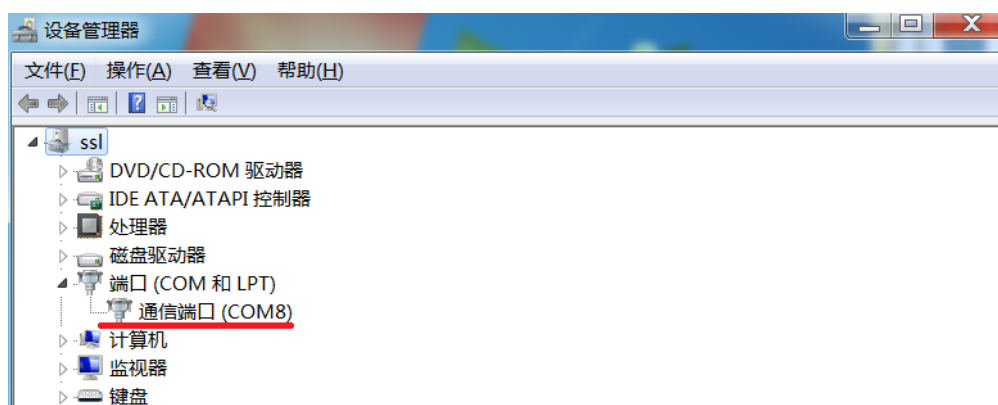 设备管理器
文件(F) 操作(A) 查看(V) 帮助(H)
ssl
DVD/CD-ROM 驱动器
IDE ATA/ATAPI 控制器
处理器
磁盘驱动器
端口 (COM 和 LPT)
通信端口 (COM8)
计算机
监视器
键盘